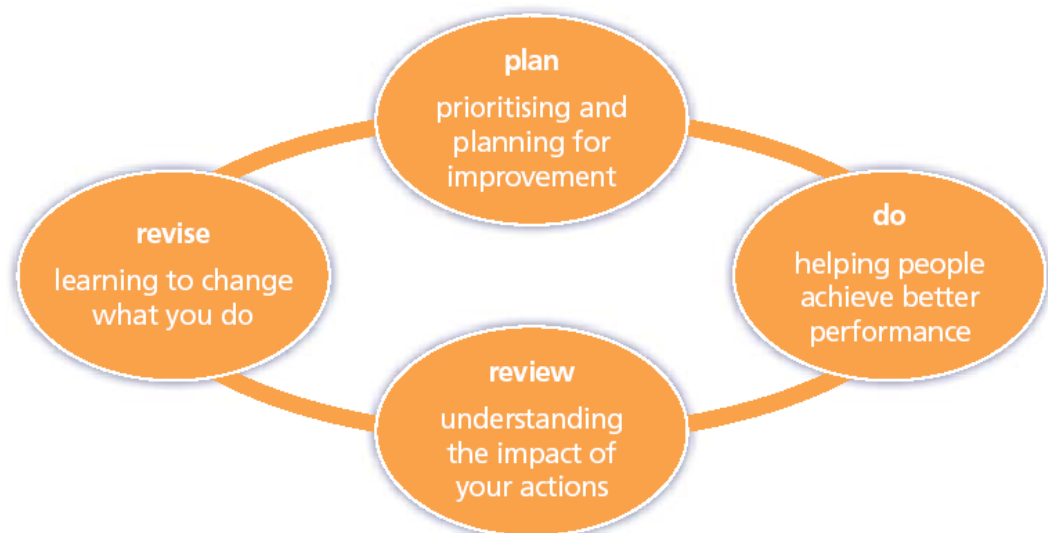 plan
prioritising and
planning for
improvement
do
helping people
achieve better
performance
review
understanding
the impact of
your actions
revise
learning to change
what you do